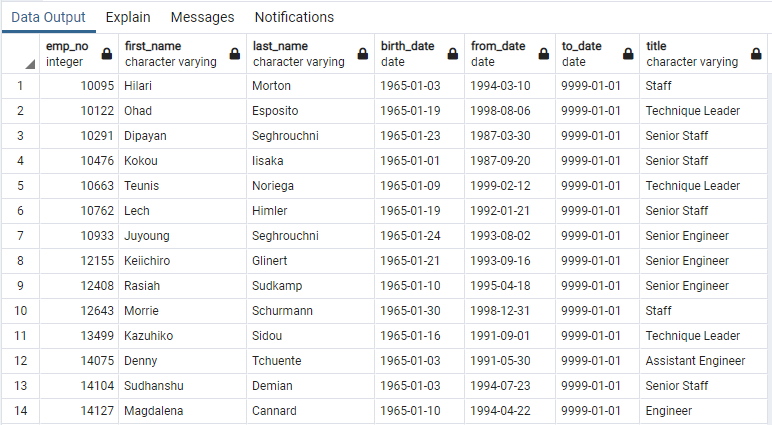 Data Output Explain Messages Notifications
emp_no first_name last_name birth_date from_date to_date title
integer character varying character varying date date date character varying
1 10095 Hilari Morton 1965-01-03 1994-03-10 9999-01-01 Staff
2 10122 Ohad Esposito 1965-01-19 1998-08-06 9999-01-01 Technique Leader
3 10291 Dipayan Seghrouchni 1965-01-23 1987-03-30 9999-01-01 Senior Staff
4 10476 Kokou Iisaka 1965-01-01 1987-09-20 9999-01-01 Senior Staff
5 10663 Teunis Noriega 1965-01-09 1999-02-12 9999-01-01 Technique Leader
6 10762 Lech Himler 1965-01-19 1992-01-21 9999-01-01 Senior Staff
7 10933 Juyoung Seghrouchni 1965-01-24 1993-08-02 9999-01-01 Senior Engineer
8 12155 Keiichiro Glinert 1965-01-21 1993-09-16 9999-01-01 Senior Engineer
9 12408 Rasiah Sudkamp 1965-01-10 1995-04-18 9999-01-01 Senior Engineer
10 12643 Morrie Schurmann 1965-01-30 1998-12-31 9999-01-01 Staff
11 13499 Kazuhiko Sidou 1965-01-16 1991-09-01 9999-01-01 Technique Leader
12 14075 Denny Tchuente 1965-01-03 1991-05-30 9999-01-01 Assistant Engineer
13 14104 Sudhanshu Demian 1965-01-03 1994-07-23 9999-01-01 Senior Staff
14 14127 Magdalena Cannard 1965-01-10 1994-04-22 9999-01-01 Engineer